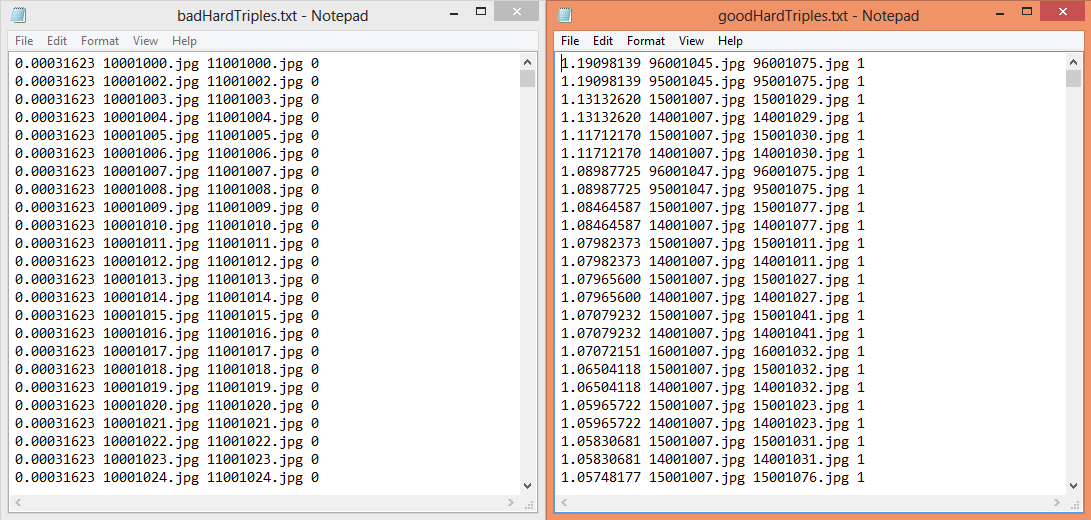 badHardTriples.txt - Notepad
File Edit Format View Help
0.00031623 10001000.jpg 11001000.jpg 0
0.00031623 10001002.jpg 11001002.jpg 0
0.00031623 10001003.jpg 11001003.jpg 0
0.00031623 10001004.jpg 11001004.jpg 0
0.00031623 10001005.jpg 11001005.jpg 0
0.00031623 10001006.jpg 11001006.jpg 0
0.00031623 10001007.jpg 11001007.jpg 0
0.00031623 10001008.jpg 11001008.jpg 0
0.00031623 10001009.jpg 11001009.jpg 0
0.00031623 10001010.jpg 11001010.jpg 0
0.00031623 10001011.jpg 11001011.jpg 0
0.00031623 10001012.jpg 11001012.jpg 0
0.00031623 10001013.jpg 11001013.jpg 0
0.00031623 10001014.jpg 11001014.jpg 0
0.00031623 10001015.jpg 11001015.jpg 0
0.00031623 10001016.jpg 11001016.jpg 0
0.00031623 10001017.jpg 11001017.jpg 0
0.00031623 10001018.jpg 11001018.jpg 0
0.00031623 10001019.jpg 11001019.jpg 0
0.00031623 10001020.jpg 11001020.jpg 0
0.00031623 10001021.jpg 11001021.jpg 0
0.00031623 10001022.jpg 11001022.jpg 0
0.00031623 10001023.jpg 11001023.jpg 0
0.00031623 10001024.jpg 11001024.jpg 0
goodHardTriples.txt - Notepad
File Edit Format View Help
1.19098139 96001045.jpg 96001075.jpg 1
1.19098139 95001045.jpg 95001075.jpg 1
1.13132620 15001007.jpg 15001029.jpg 1
1.13132620 14001007.jpg 14001029.jpg 1
1.11712170 15001007.jpg 15001030.jpg 1
1.11712170 14001007.jpg 14001030.jpg 1
1.08987725 96001047.jpg 96001075.jpg 1
1.08987725 95001047.jpg 95001075.jpg 1
1.08464587 15001007.jpg 15001077.jpg 1
1.08464587 14001007.jpg 14001077.jpg 1
1.07982373 15001007.jpg 15001011.jpg 1
1.07982373 14001007.jpg 14001011.jpg 1
1.07965600 15001007.jpg 15001027.jpg 1
1.07965600 14001007.jpg 14001027.jpg 1
1.07079232 15001007.jpg 15001041.jpg 1
1.07079232 14001007.jpg 14001041.jpg 1
1.07072151 16001007.jpg 16001032.jpg 1
1.06504118 15001007.jpg 15001032.jpg 1
1.06504118 14001007.jpg 14001032.jpg 1
1.05965722 15001007.jpg 15001023.jpg 1
1.05965722 14001007.jpg 14001023.jpg 1
1.05830681 15001007.jpg 15001031.jpg 1
1.05830681 14001007.jpg 14001031.jpg 1
1.05748177 15001007.jpg 15001076.jpg 1